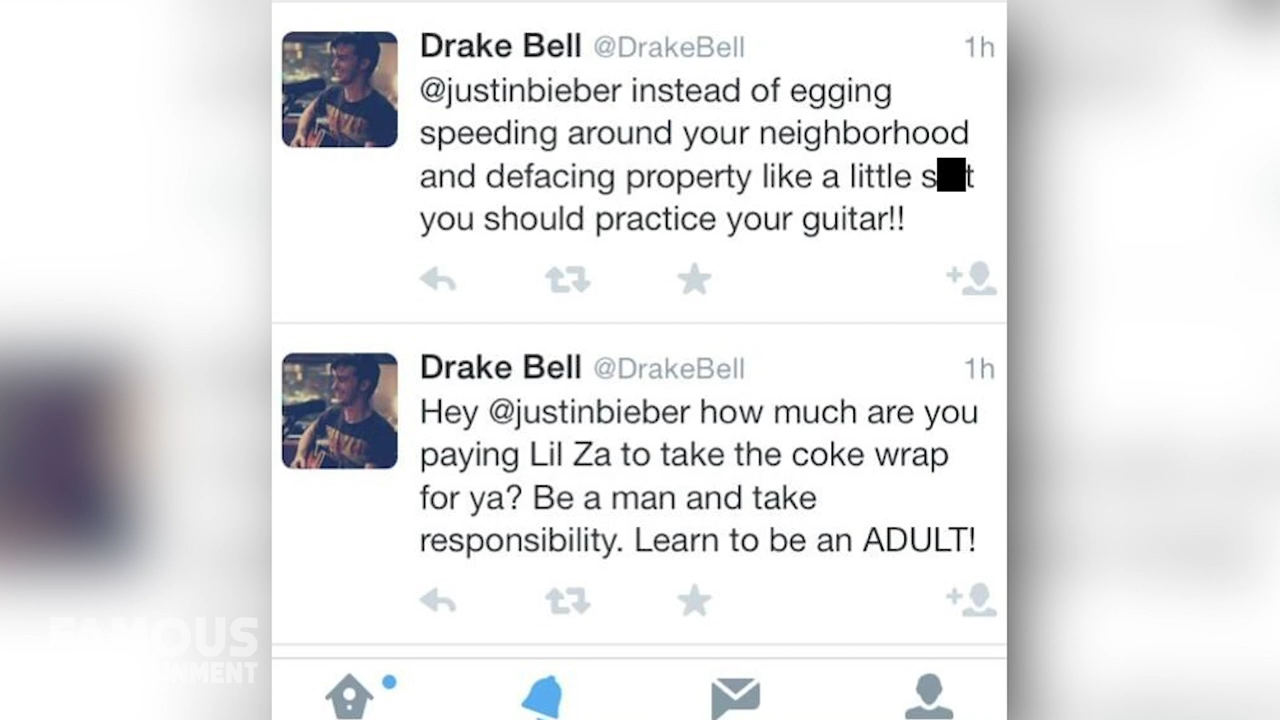 Drake Bell @DrakeBell 1h
@justinbieber instead of egging
speeding around your neighborhood
and defacing property like a little s t
you should practice your guitar!!
Drake Bell @DrakeBell 1h
Hey @justinbieber how much are you
paying Lil Za to take the coke wrap
for ya? Be a man and take
responsibility. Learn to be an ADULT!
FAMOUS